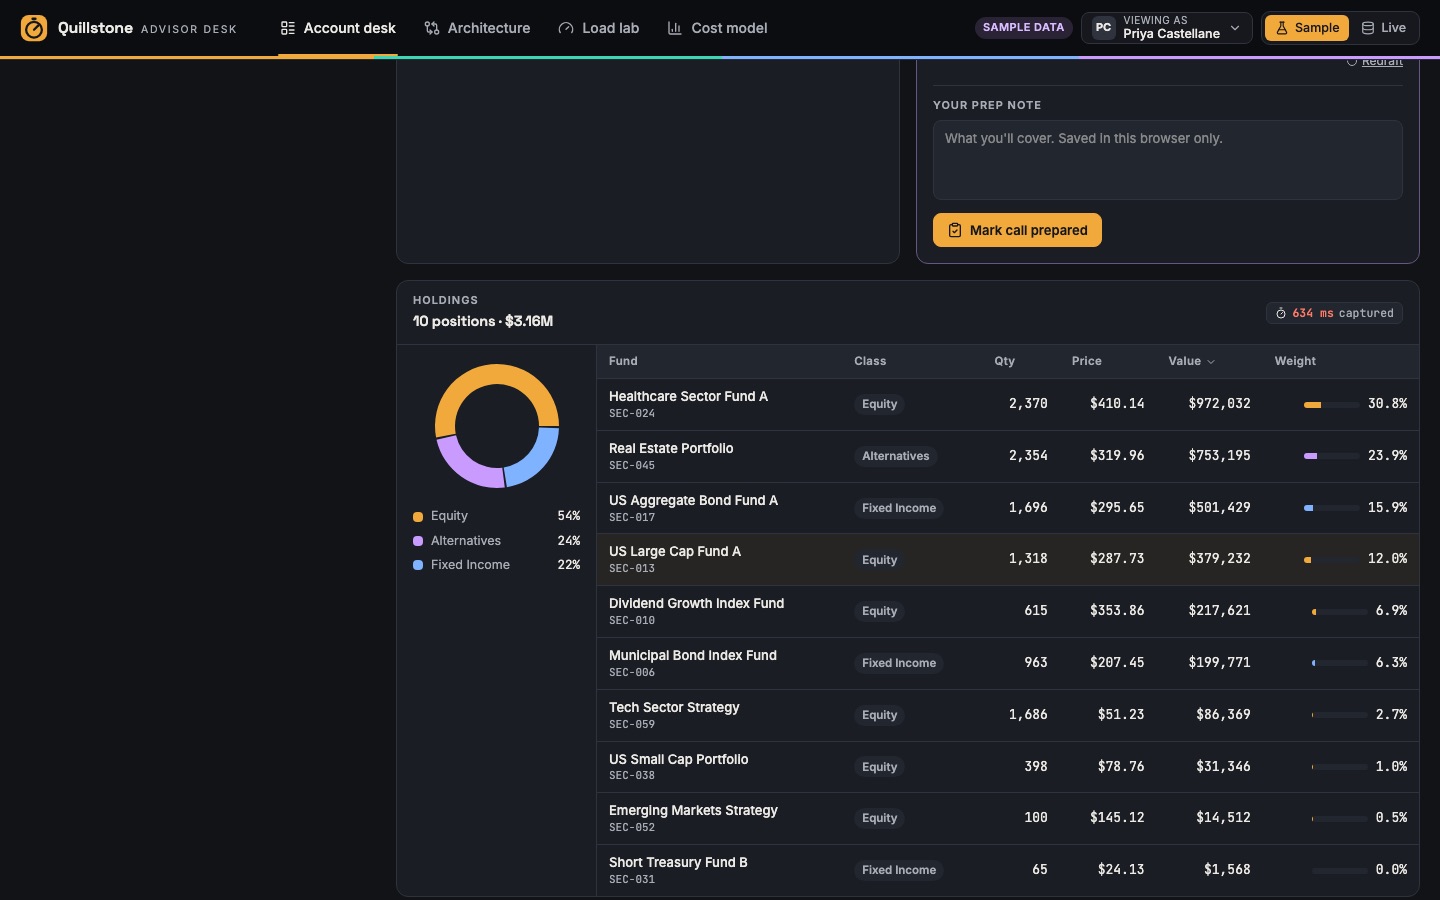 Quillstone ADVISOR DESK
Account desk
Architecture
Load lab
Cost model
SAMPLE DATA
PC
VIEWING AS
Priya Castellane
Sample
Live
Redraft
YOUR PREP NOTE
What you'll cover. Saved in this browser only.
Mark call prepared
HOLDINGS
10 positions · $3.16M
634 ms captured
Equity 54%
Alternatives 24%
Fixed Income 22%
Fund Class Qty Price Value Weight
Healthcare Sector Fund A
SEC-024
Equity 2,370 $410.14 $972,032 30.8%
Real Estate Portfolio
SEC-045
Alternatives 2,354 $319.96 $753,195 23.9%
US Aggregate Bond Fund A
SEC-017
Fixed Income 1,696 $295.65 $501,429 15.9%
US Large Cap Fund A
SEC-013
Equity 1,318 $287.73 $379,232 12.0%
Dividend Growth Index Fund
SEC-010
Equity 615 $353.86 $217,621 6.9%
Municipal Bond Index Fund
SEC-006
Fixed Income 963 $207.45 $199,771 6.3%
Tech Sector Strategy
SEC-059
Equity 1,686 $51.23 $86,369 2.7%
US Small Cap Portfolio
SEC-038
Equity 398 $78.76 $31,346 1.0%
Emerging Markets Strategy
SEC-052
Equity 100 $145.12 $14,512 0.5%
Short Treasury Fund B
SEC-031
Fixed Income 65 $24.13 $1,568 0.0%